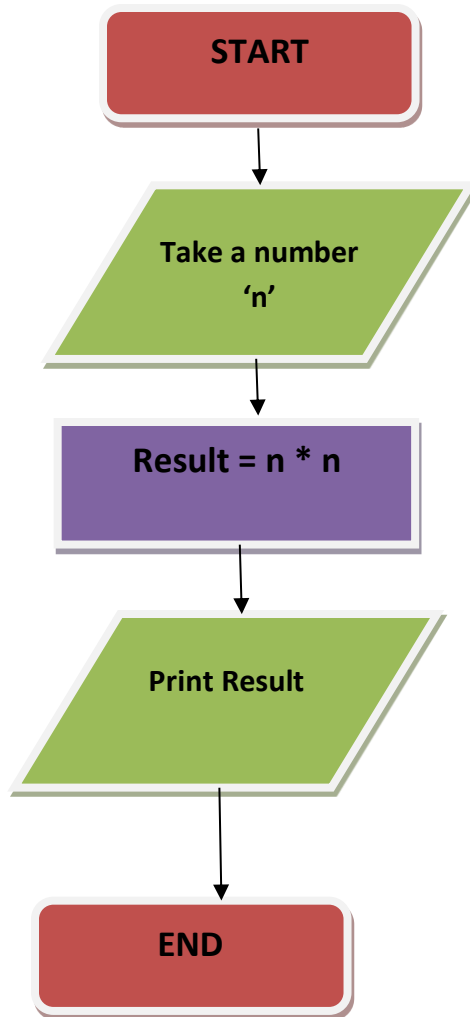 START
Take a number
‘n’
Result = n * n
Print Result
END